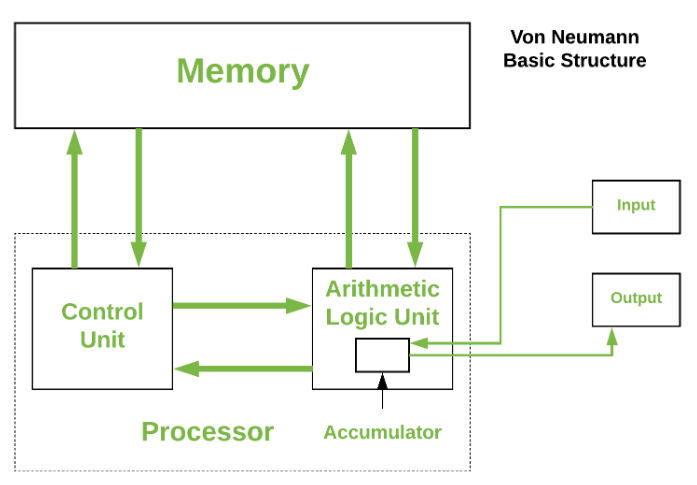 Von Neumann
Basic Structure
Memory
Input
Output
Control
Unit
Arithmetic
Logic Unit
Processor
Accumulator